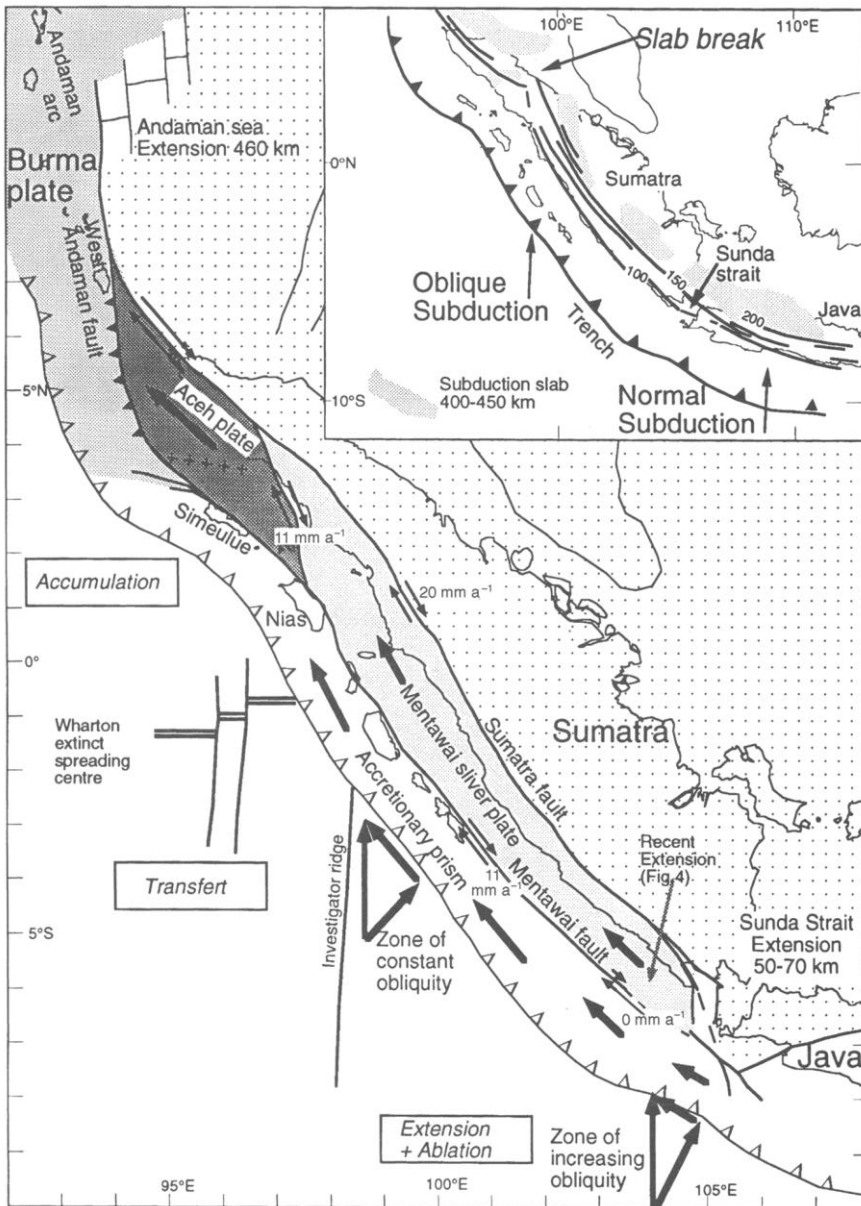 Andaman
arc
Andaman sea
Extension 460 km
Burma
plate
West
Andaman fault
5°N
Aceh plate
Simeulue
11 mm a⁻¹
Accumulation
Nias
20 mm a⁻¹
0°
Wharton
extinct
spreading
centre
Mentawai sliver plate
Sumatra fault
Sumatra
Accretionary prism
Transfert
Investigator ridge
11
mm a⁻¹
Mentawai fault
Recent
Extension
(Fig.4)
Sunda Strait
Extension
50-70 km
5°S
Zone of
constant
obliquity
0 mm a⁻¹
Java
Extension
+ Ablation
Zone of
increasing
obliquity
95°E
100°E
105°E
100°E
110°E
Slab break
0°N
Sumatra
Sunda
strait
Oblique
Subduction
100
150
200
Java
Trench
Subduction slab
400-450 km
Normal
Subduction
10°S